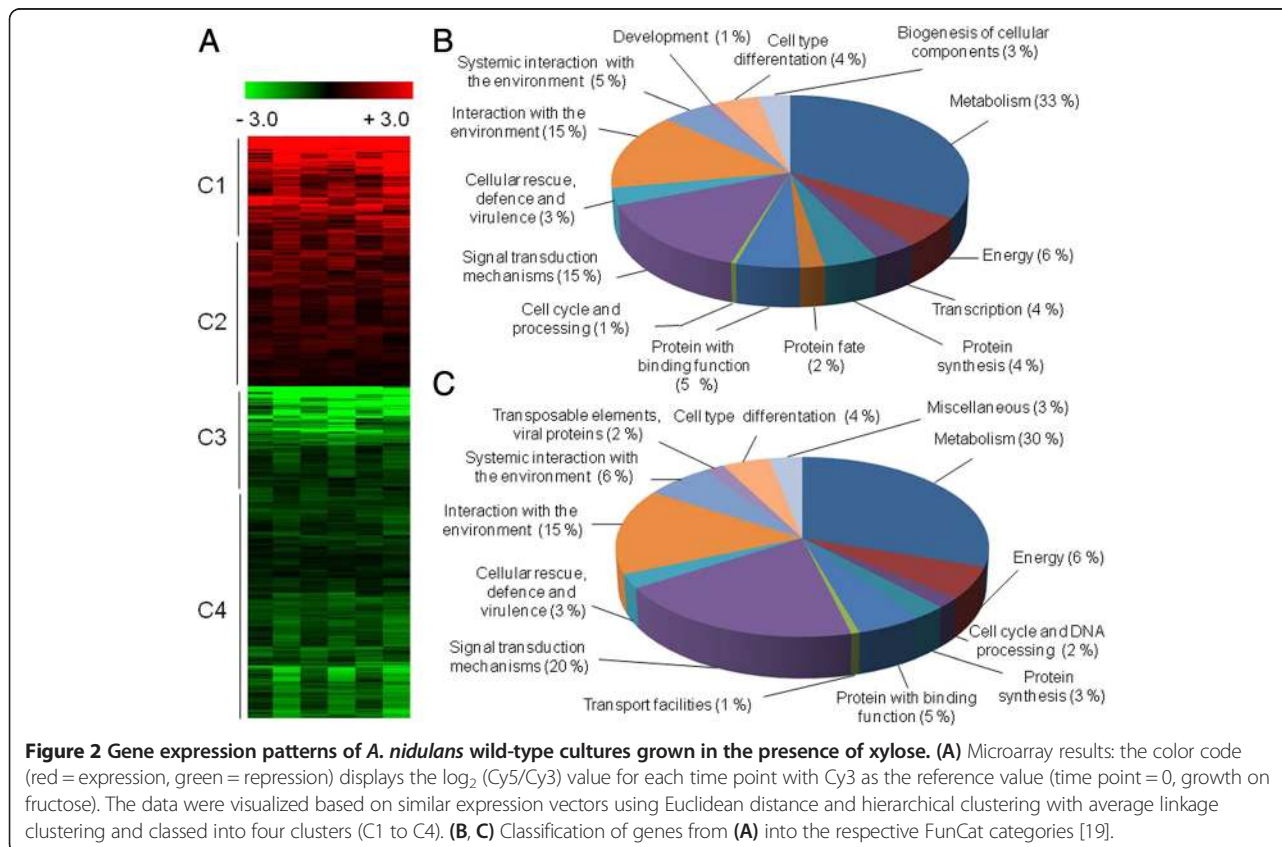 A
- 3.0 + 3.0
C1
C2
C3
C4
B
Development (1 %)
Cell type
differentation (4 %)
Biogenesis of cellular
components (3 %)
Systemic interaction with
the environment (5 %)
Metabolism (33 %)
Interaction with the
environment (15 %)
Cellular rescue,
defence and
virulence (3 %)
Energy (6 %)
Signal transduction
mechanisms (15 %)
Transcription (4 %)
Cell cycle and
processing (1 %)
Protein with
binding function
(5 %)
Protein fate
(2 %)
Protein
synthesis (4 %)
C
Transposable elements,
viral proteins (2 %)
Cell type differentation (4 %)
Miscellaneous (3 %)
Metabolism (30 %)
Systemic interaction with
the environment (6 %)
Interaction with the
environment (15 %)
Energy (6 %)
Cellular rescue,
defence and
virulence (3 %)
Cell cycle and DNA
processing (2 %)
Signal transduction
mechanisms (20 %)
Protein
synthesis (3 %)
Transport facilities (1 %)
Protein with binding
function (5 %)
Figure 2 Gene expression patterns of A. nidulans wild-type cultures grown in the presence of xylose. (A) Microarray results: the color code
(red = expression, green = repression) displays the log₂ (Cy5/Cy3) value for each time point with Cy3 as the reference value (time point = 0, growth on
fructose). The data were visualized based on similar expression vectors using Euclidean distance and hierarchical clustering with average linkage
clustering and classed into four clusters (C1 to C4). (B, C) Classification of genes from (A) into the respective FunCat categories [19].